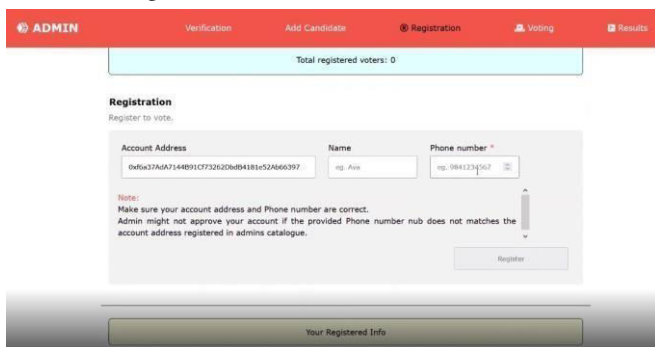 ADMIN Verification Add Candidate Registration Voting Results
Total registered voters: 0
Registration
Register to vote.
Account Address Name Phone number *
eg. Ava eg. 9841234567
Note:
Make sure your account address and Phone number are correct.
Admin might not approve your account if the provided Phone number nub does not matches the
account address registered in admins catalogue.
Register
Your Registered Info